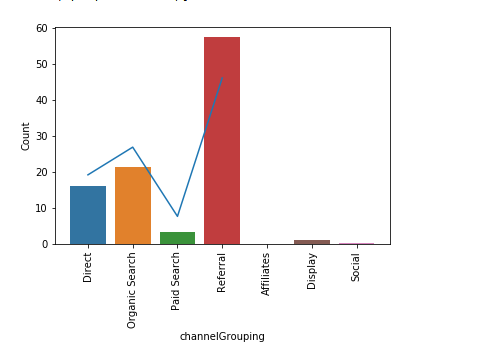 60
50
40
30
20
10
0
Count
Direct
Organic Search
Paid Search
Referral
Affiliates
Display
Social
channelGrouping